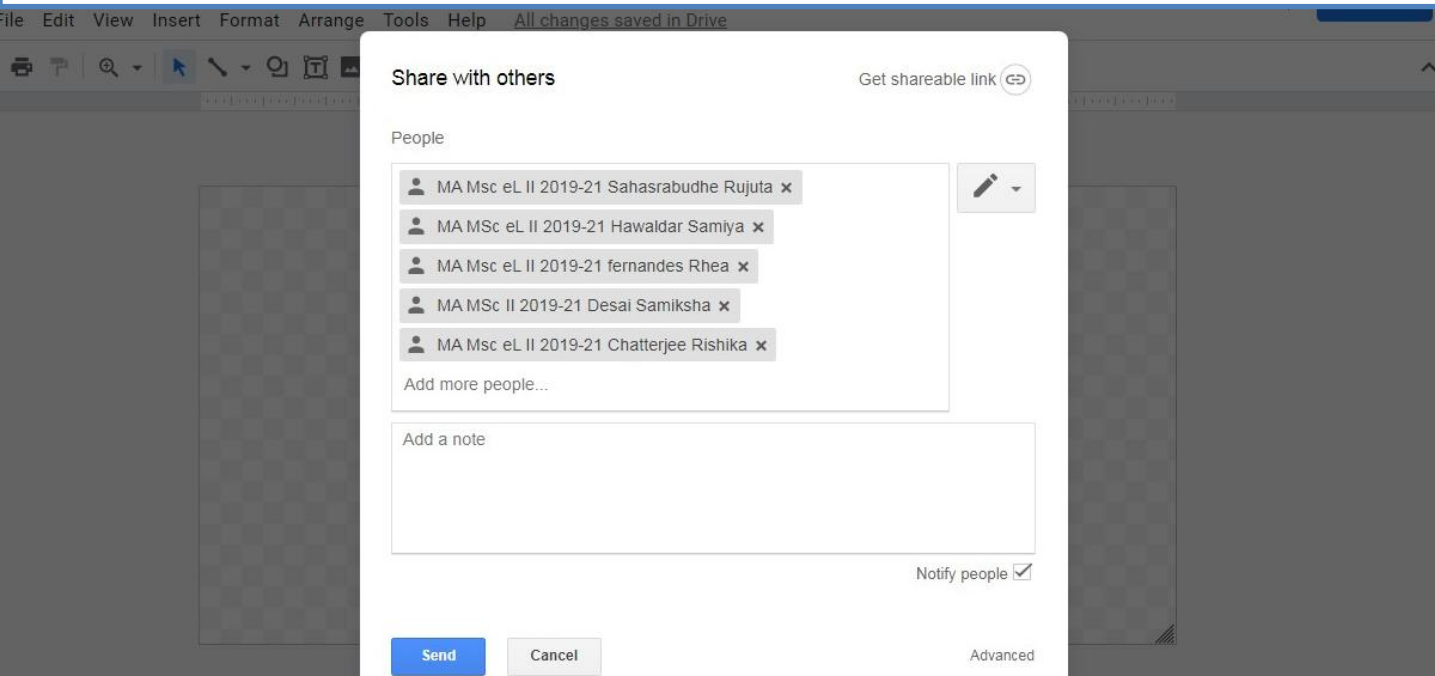 File Edit View Insert Format Arrange Tools Help All changes saved in Drive
Share with others
Get shareable link
People
MA Msc eL II 2019-21 Sahasrabudhe Rujuta ×
MA MSc eL II 2019-21 Hawaldar Samiya ×
MA Msc eL II 2019-21 fernandes Rhea ×
MA MSc II 2019-21 Desai Samiksha ×
MA Msc eL II 2019-21 Chatterjee Rishika ×
Add more people...
Add a note
Notify people
Send Cancel Advanced